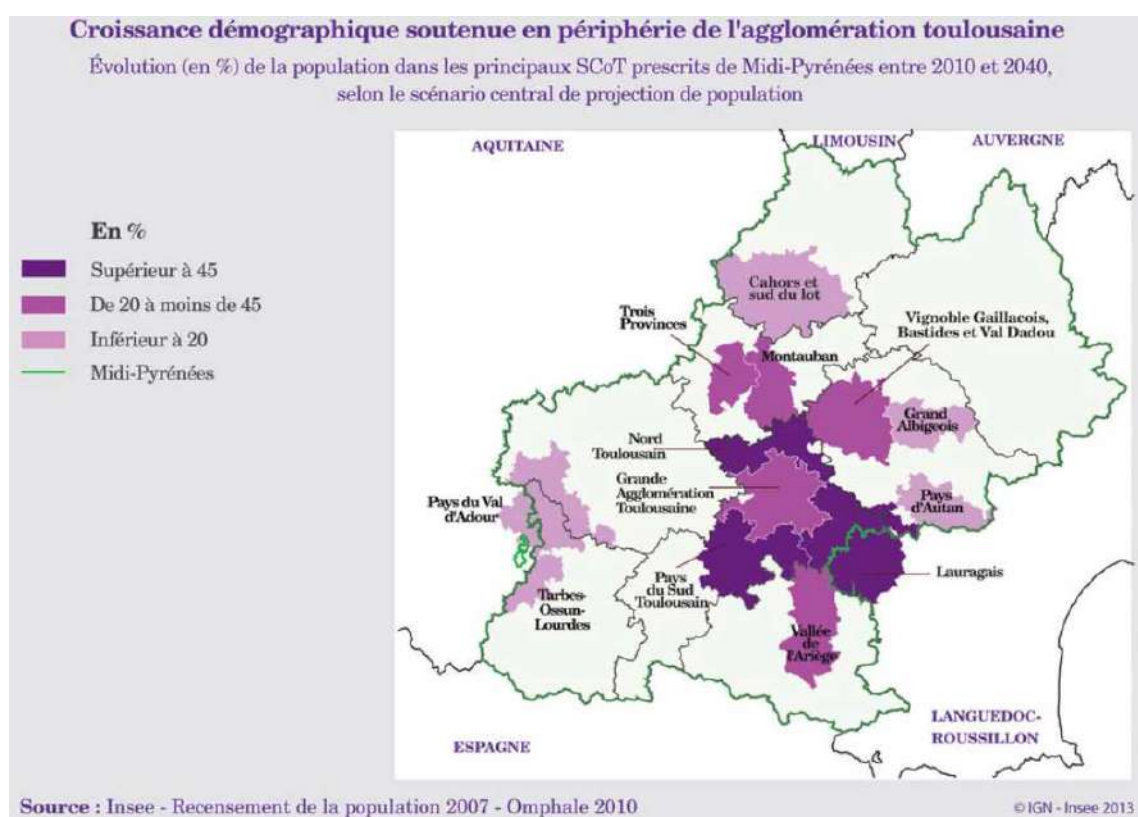 Croissance démographique soutenue en périphérie de l'agglomération toulousaine
Évolution (en %) de la population dans les principaux SCoT prescrits de Midi-Pyrénées entre 2010 et 2040,
selon le scénario central de projection de population
AQUITAINE
LIMOUSIN
AUVERGNE
En %
Supérieur à 45
De 20 à moins de 45
Inférieur à 20
Midi-Pyrénées
Cahors et
sud du lot
Trois
Provinces
Vignoble Gaillacois,
Bastides et Val Dadou
Montauban
Grand
Albigeois
Nord
Toulousain
Grande
Agglomération
Toulousaine
Pays du Val
d'Adour
Pays
d'Autan
Lauragais
Pays
du Sud
Toulousain
Tarbes-
Ossun-
Lourdes
Vallée
de
l'Ariège
LANGUEDOC-
ROUSSILLON
ESPAGNE
Source : Insee - Recensement de la population 2007 - Omphale 2010
© IGN - Insee 2013